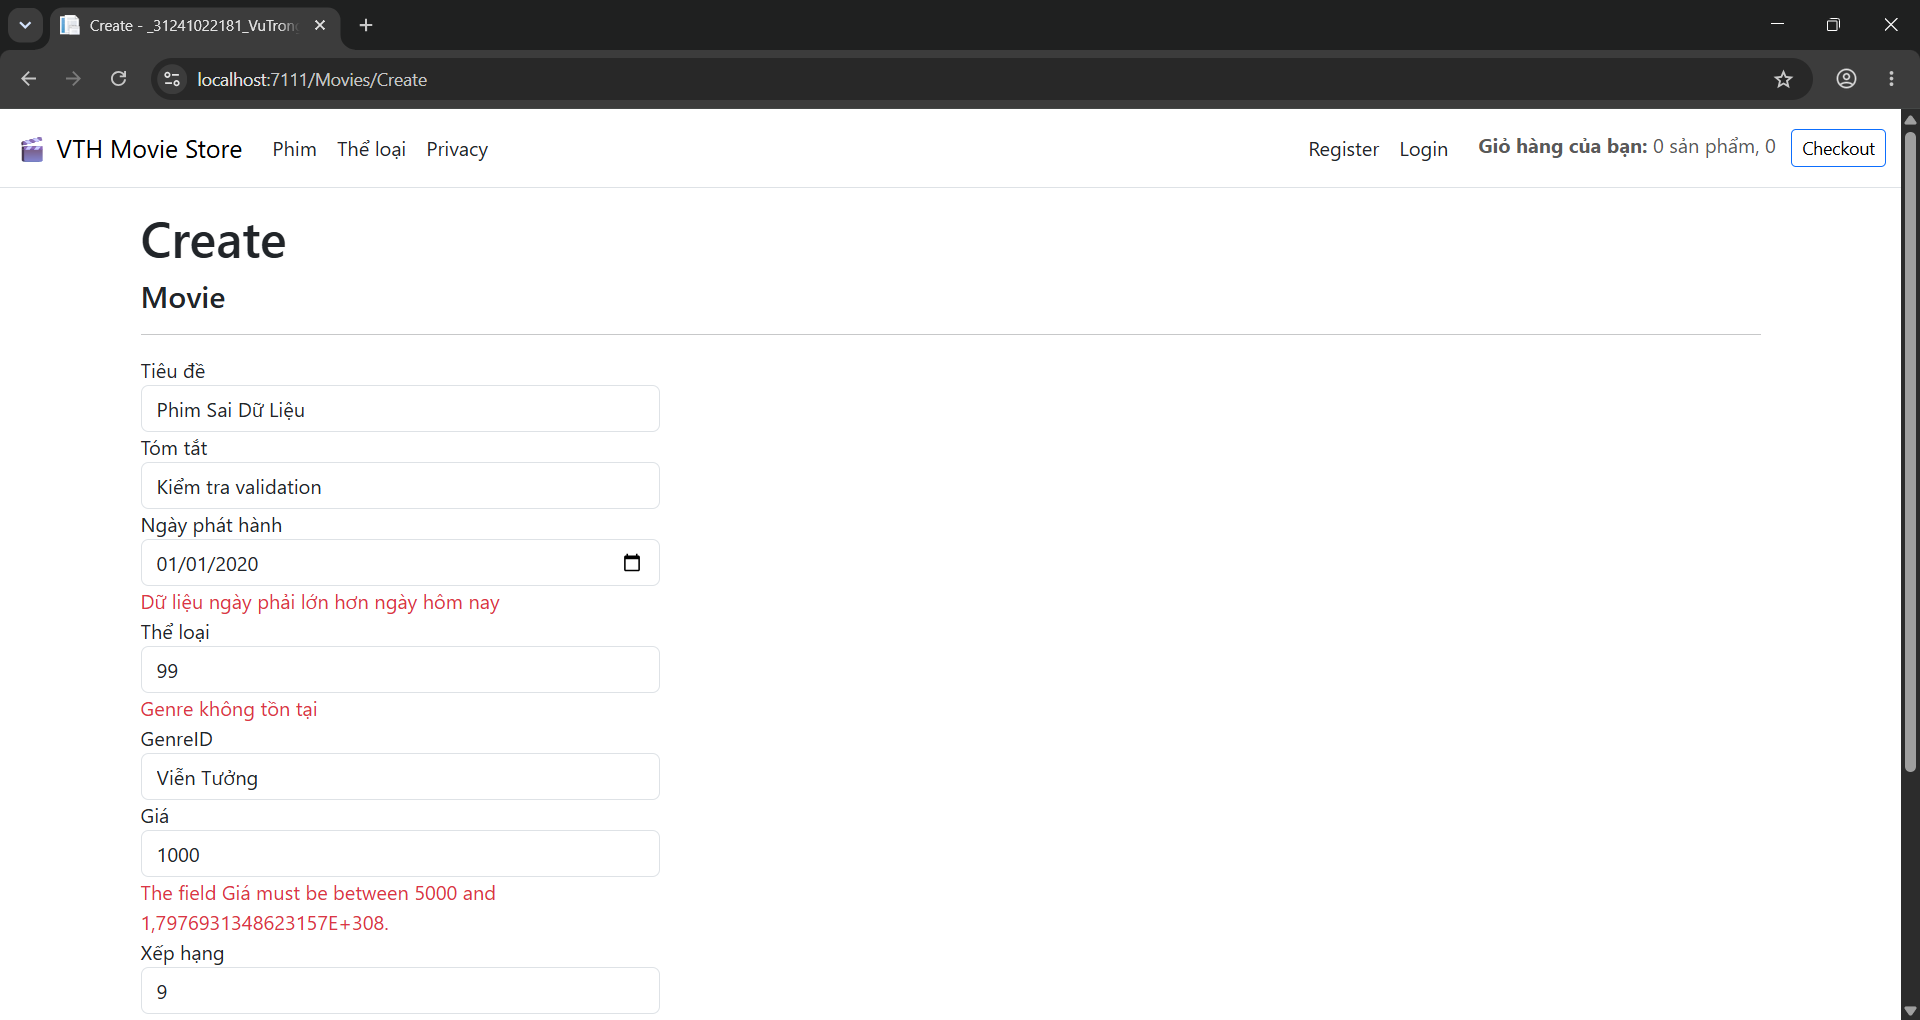 Create - _31241022181_VuTron
localhost:7111/Movies/Create
VTH Movie Store Phim Thể loại Privacy Register Login Giỏ hàng của bạn: 0 sản phẩm, 0 Checkout
Create
Movie
Tiêu đề
Phim Sai Dữ Liệu
Tóm tắt
Kiểm tra validation
Ngày phát hành
01/01/2020
Dữ liệu ngày phải lớn hơn ngày hôm nay
Thể loại
99
Genre không tồn tại
GenreID
Viễn Tưởng
Giá
1000
The field Giá must be between 5000 and
1,7976931348623157E+308.
Xếp hạng
9